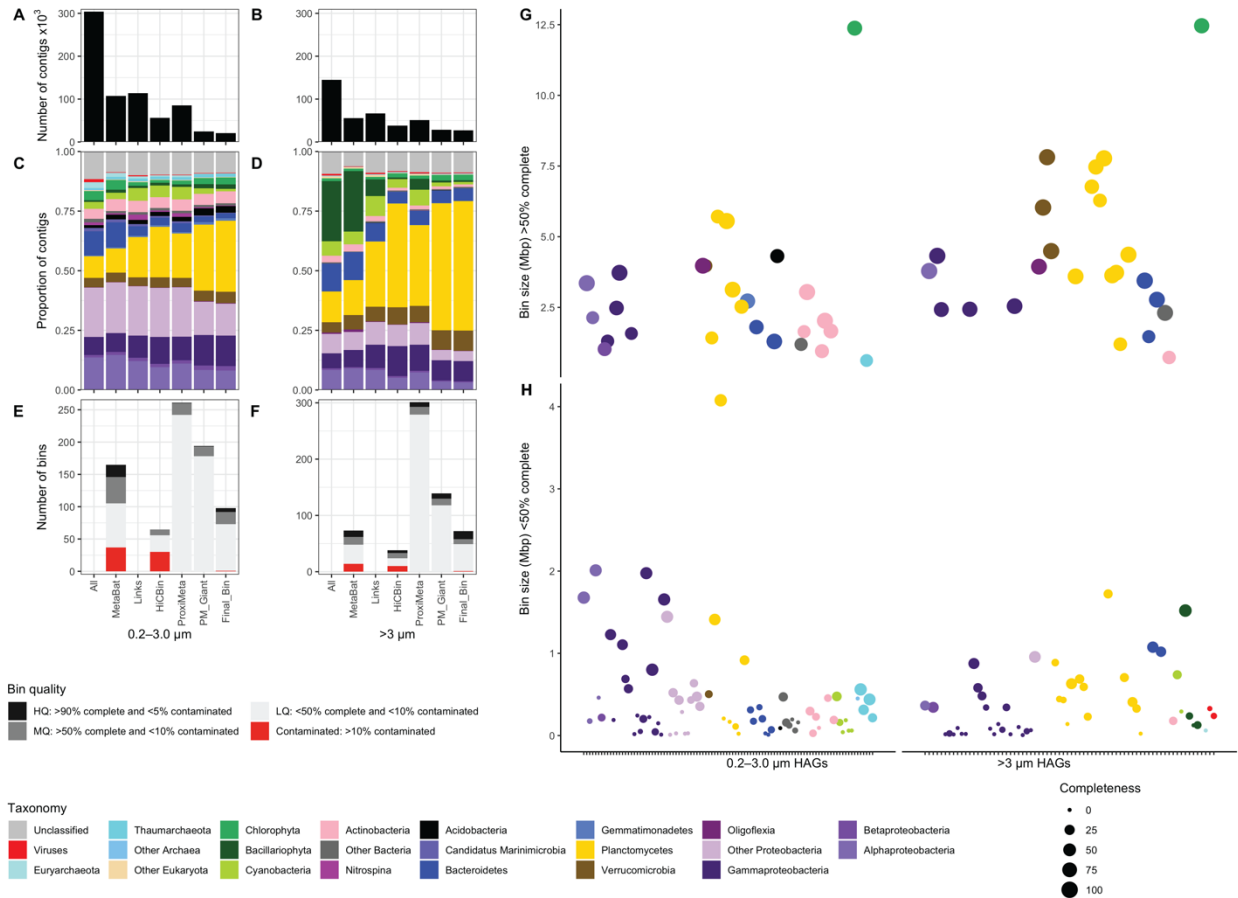 A
B
G
H
Number of contigs x10³
300
200
100
0
300
200
100
0
C
D
Proportion of contigs
1.00
0.75
0.50
0.25
0.00
1.00
0.75
0.50
0.25
0.00
E
F
Number of bins
250
200
150
100
50
0
300
200
100
0
All
MetaBat
Links
HiCBin
ProxiMeta
PM_Giant
Final_Bin
All
MetaBat
Links
HiCBin
ProxiMeta
PM_Giant
Final_Bin
0.2–3.0 µm
>3 µm
Bin size (Mbp) >50% complete
12.5
10.0
7.5
5.0
2.5
Bin size (Mbp) <50% complete
4
3
2
1
0
0.2–3.0 µm HAGs
>3 µm HAGs
Bin quality
HQ: >90% complete and <5% contaminated
LQ: <50% complete and <10% contaminated
MQ: >50% complete and <10% contaminated
Contaminated: >10% contaminated
Completeness
0
25
50
75
100
Taxonomy
Unclassified
Thaumarchaeota
Chlorophyta
Actinobacteria
Acidobacteria
Gemmatimonadetes
Oligoflexia
Betaproteobacteria
Viruses
Other Archaea
Bacillariophyta
Other Bacteria
Candidatus Marinimicrobia
Planctomycetes
Other Proteobacteria
Alphaproteobacteria
Euryarchaeota
Other Eukaryota
Cyanobacteria
Nitrospina
Bacteroidetes
Verrucomicrobia
Gammaproteobacteria